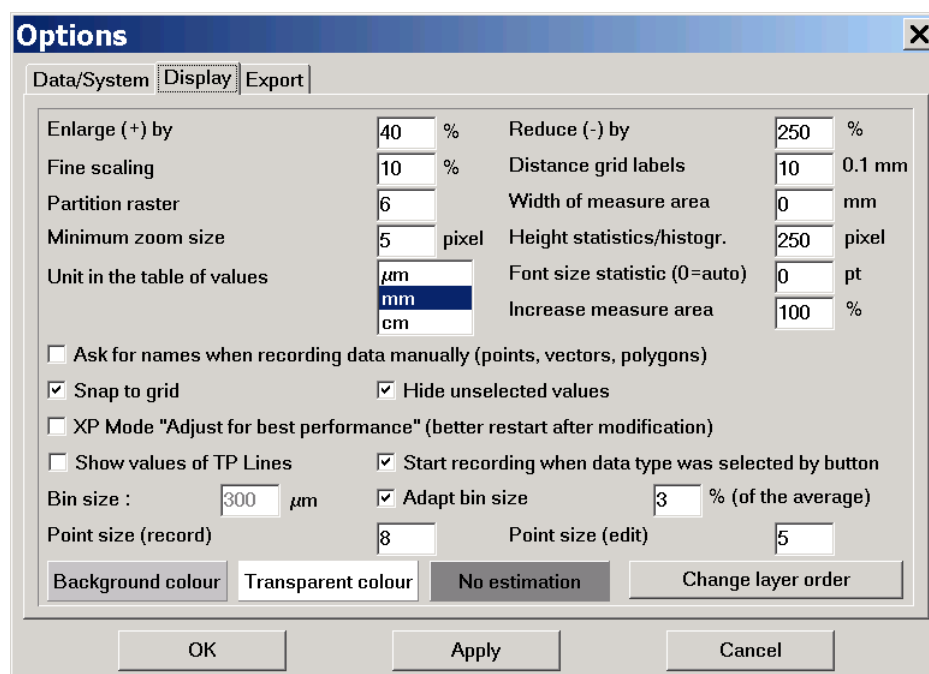 Options
Data/System Display Export
Enlarge (+) by 40 % Reduce (-) by 250 %
Fine scaling 10 % Distance grid labels 10 0.1 mm
Partition raster 6 Width of measure area 0 mm
Minimum zoom size 5 pixel Height statistics/histogr. 250 pixel
Unit in the table of values µm Font size statistic (0=auto) 0 pt
mm
cm Increase measure area 100 %
Ask for names when recording data manually (points, vectors, polygons)
Snap to grid Hide unselected values
XP Mode "Adjust for best performance" (better restart after modification)
Show values of TP Lines Start recording when data type was selected by button
Bin size : 300 µm Adapt bin size 3 % (of the average)
Point size (record) 8 Point size (edit) 5
Background colour Transparent colour No estimation Change layer order
OK Apply Cancel